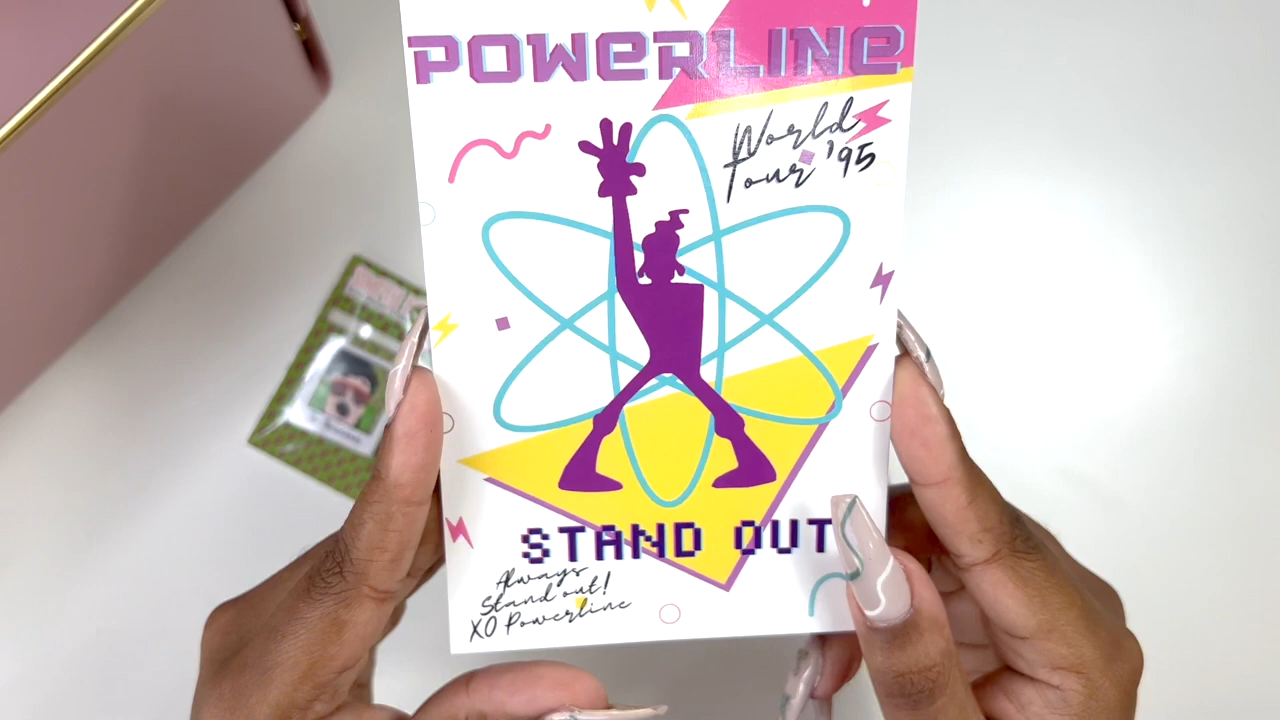 POWERLINE
World
Tour '95
STAND OUT
Always
Stand out!
XO Powerline